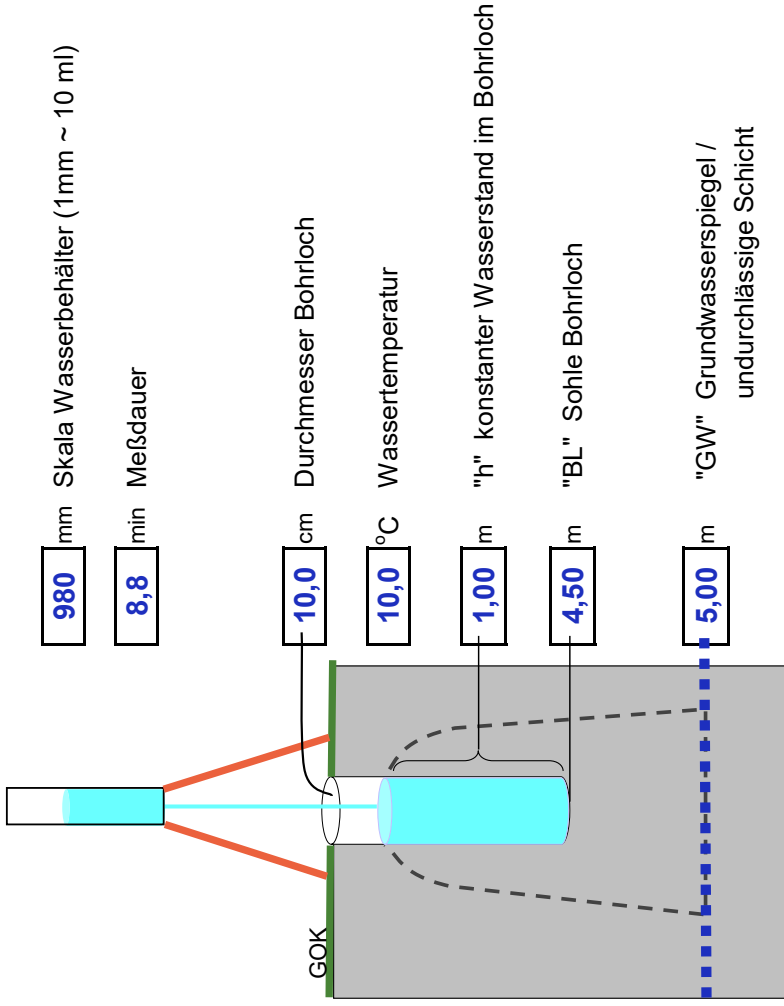 980 mm Skala Wasserbehälter (1mm ~ 10 ml)
8,8 min Meßdauer
10,0 cm Durchmesser Bohrloch
10,0 °C Wassertemperatur
1,00 m "h" konstanter Wasserstand im Bohrloch
4,50 m "BL" Sohle Bohrloch
5,00 m "GW" Grundwasserspiegel /
undurchlässige Schicht
GOK